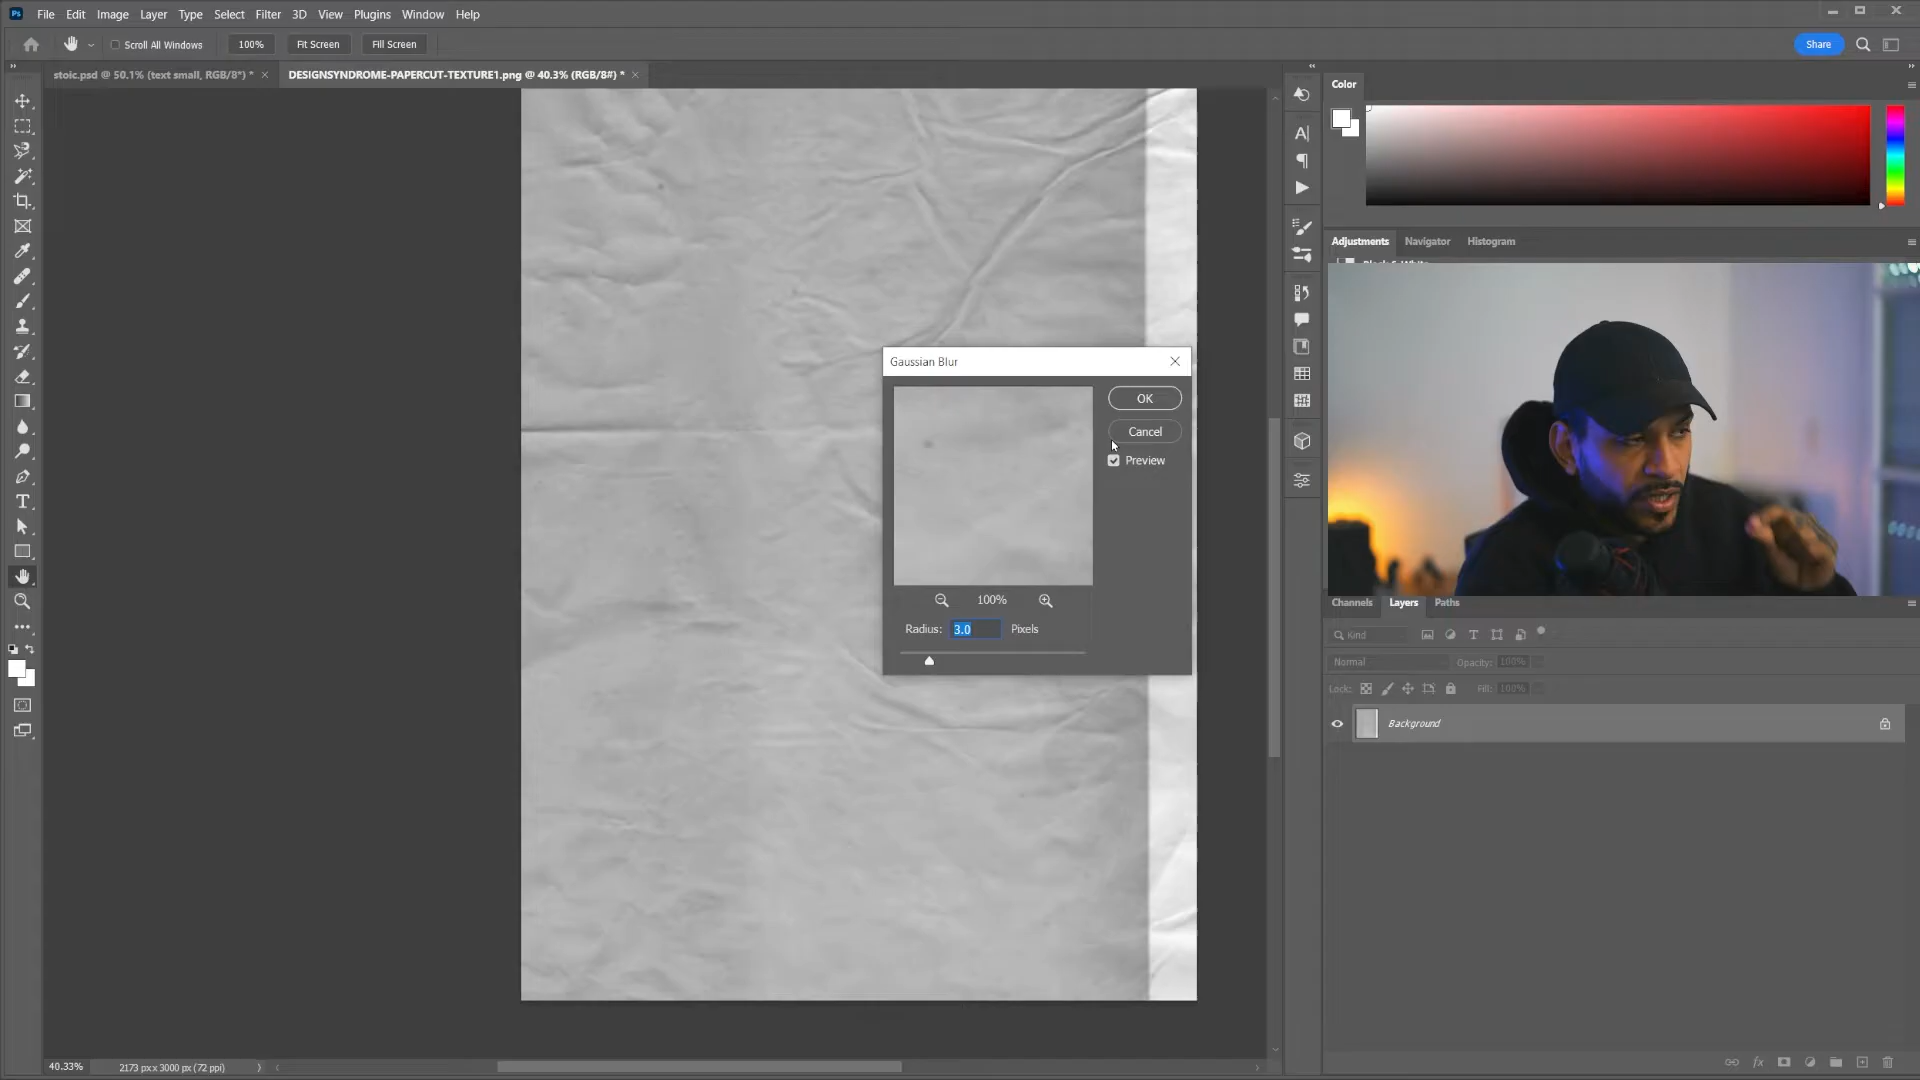 Ps File Edit Image Layer Type Select Filter 3D View Plugins Window Help
Scroll All Windows 100% Fit Screen Fill Screen Share
stoic.psd @ 50.1% (text small, RGB/8*) * DESIGNSYNDROME-PAPERCUT-TEXTURE1.png @ 40.3% (RGB/8#) *
Color
Adjustments Navigator Histogram
Gaussian Blur
OK
Cancel
Preview
100%
Radius: 3.0 Pixels
Channels Layers Paths
Kind
Normal Opacity: 100%
Lock: Fill: 100%
Background
40.33% 2173 px x 3000 px (72 ppi)